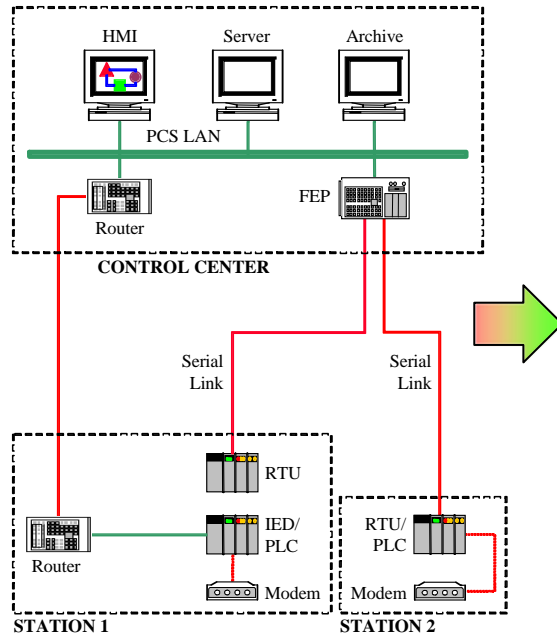 HMI
Server
Archive
PCS LAN
FEP
Router
CONTROL CENTER
Serial
Link
Serial
Link
RTU
IED/
PLC
Router
Modem
STATION 1
RTU/
PLC
Modem
STATION 2